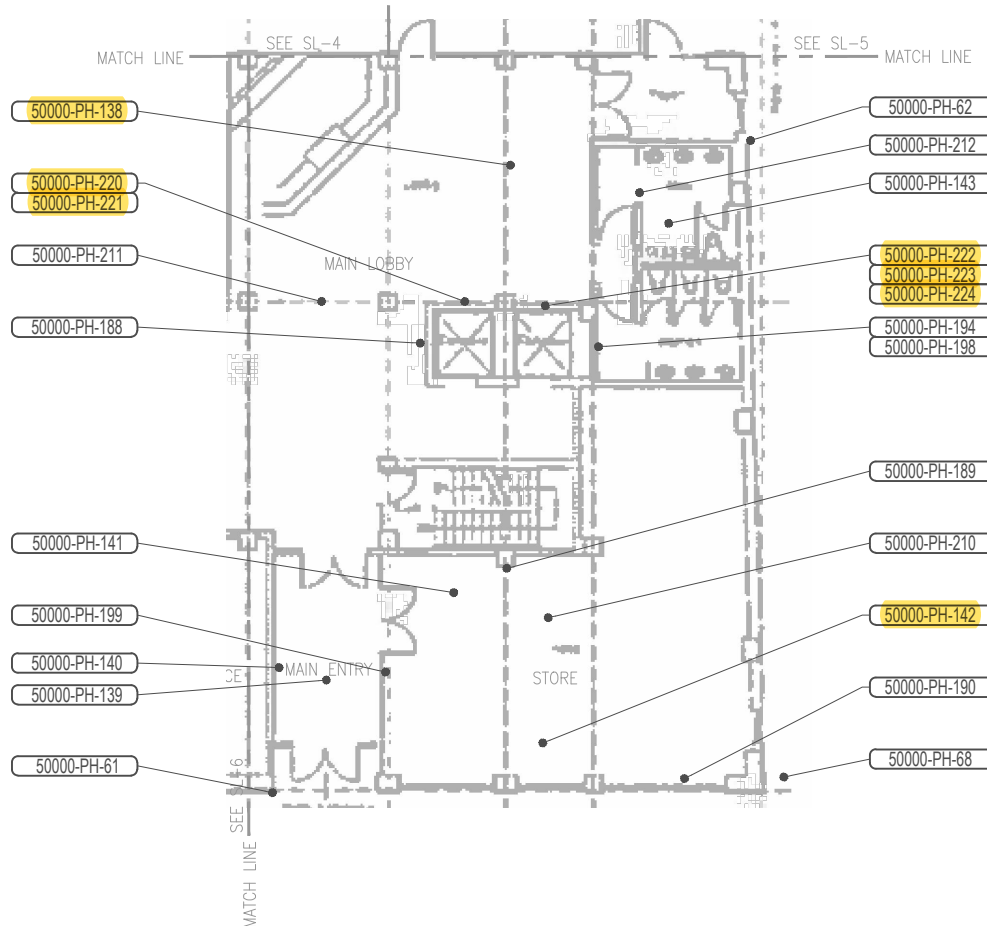 SEE SL-4
SEE SL-5
MATCH LINE
MATCH LINE
50000-PH-138
50000-PH-62
50000-PH-212
50000-PH-220
50000-PH-143
50000-PH-221
50000-PH-211
MAIN LOBBY
50000-PH-222
50000-PH-223
50000-PH-224
50000-PH-188
50000-PH-194
50000-PH-198
50000-PH-189
50000-PH-141
50000-PH-210
50000-PH-199
50000-PH-142
50000-PH-140
MAIN ENTRY
STORE
50000-PH-139
50000-PH-190
50000-PH-61
50000-PH-68
MATCH LINE